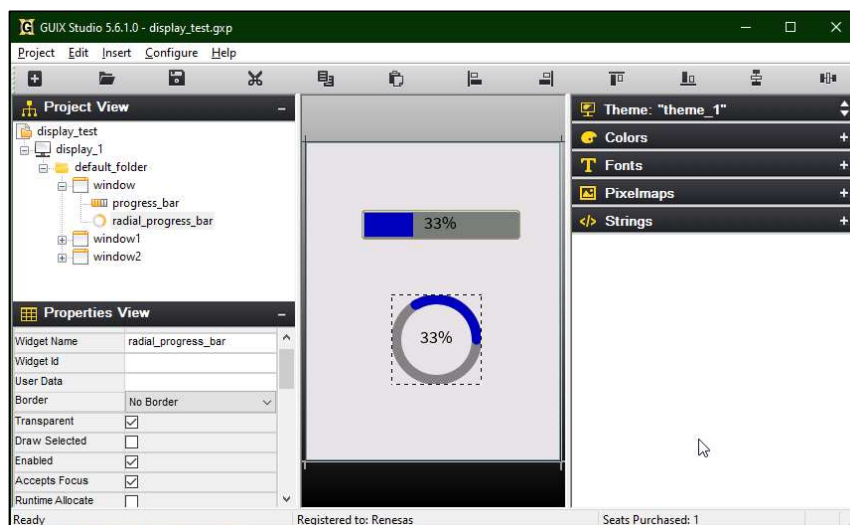 GUIX Studio 5.6.1.0 - display_test.gxp
Project Edit Insert Configure Help
Project View
display_test
display_1
default_folder
window
progress_bar
radial_progress_bar
window1
window2
Properties View
Widget Name radial_progress_bar
Widget Id
User Data
Border No Border
Transparent
Draw Selected
Enabled
Accepts Focus
Runtime Allocate
33%
33%
Theme: "theme_1"
Colors
Fonts
Pixelmaps
Strings
Ready Registered to: Renesas Seats Purchased: 1